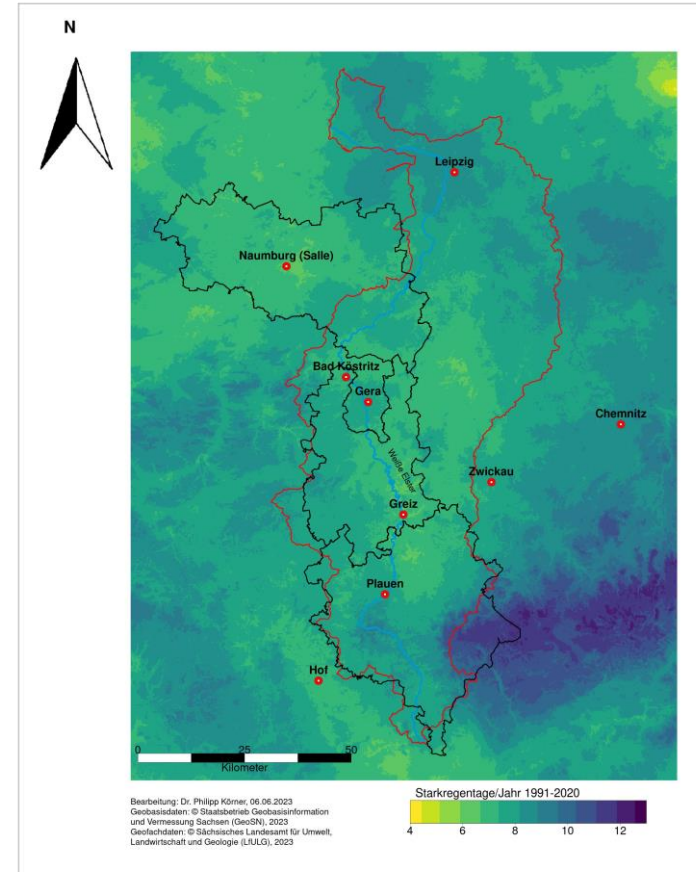 N
Leipzig
Naumburg (Salle)
Bad Köstritz
Gera
Chemnitz
Weiße Elster
Zwickau
Greiz
Plauen
Hof
0 25 50
Kilometer
Bearbeitung: Dr. Philipp Körner, 06.06.2023
Geobasisdaten: © Staatsbetrieb Geobasisinformation
und Vermessung Sachsen (GeoSN), 2023
Geofachdaten: © Sächsisches Landesamt für Umwelt,
Landwirtschaft und Geologie (LfULG), 2023
Starkregentage/Jahr 1991-2020
4 6 8 10 12